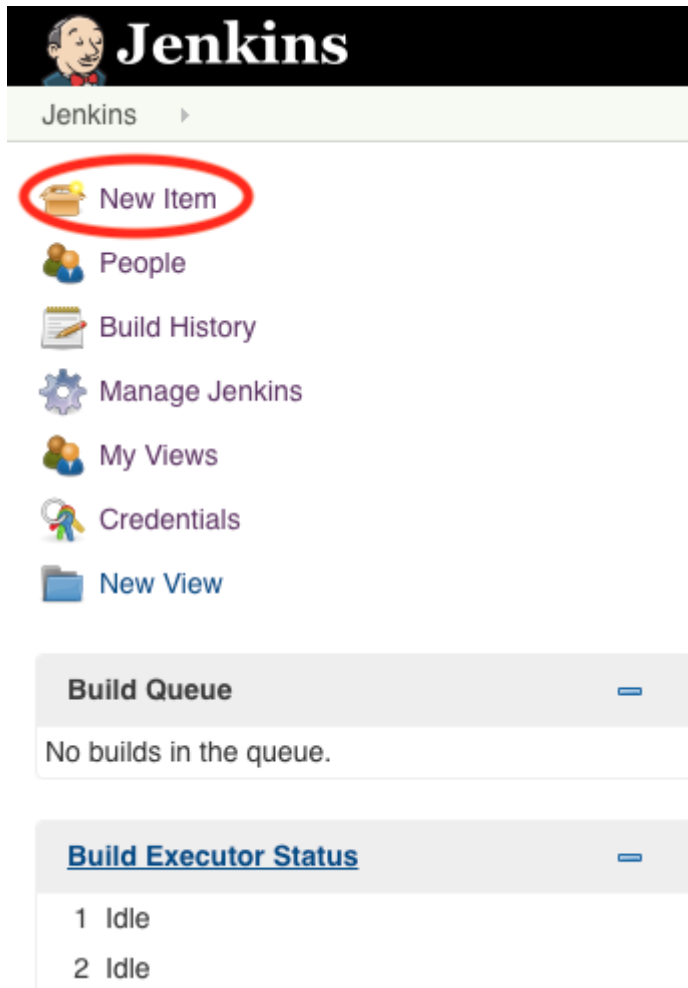 Jenkins
Jenkins
New Item
People
Build History
Manage Jenkins
My Views
Credentials
New View
Build Queue
No builds in the queue.
Build Executor Status
1 Idle
2 Idle